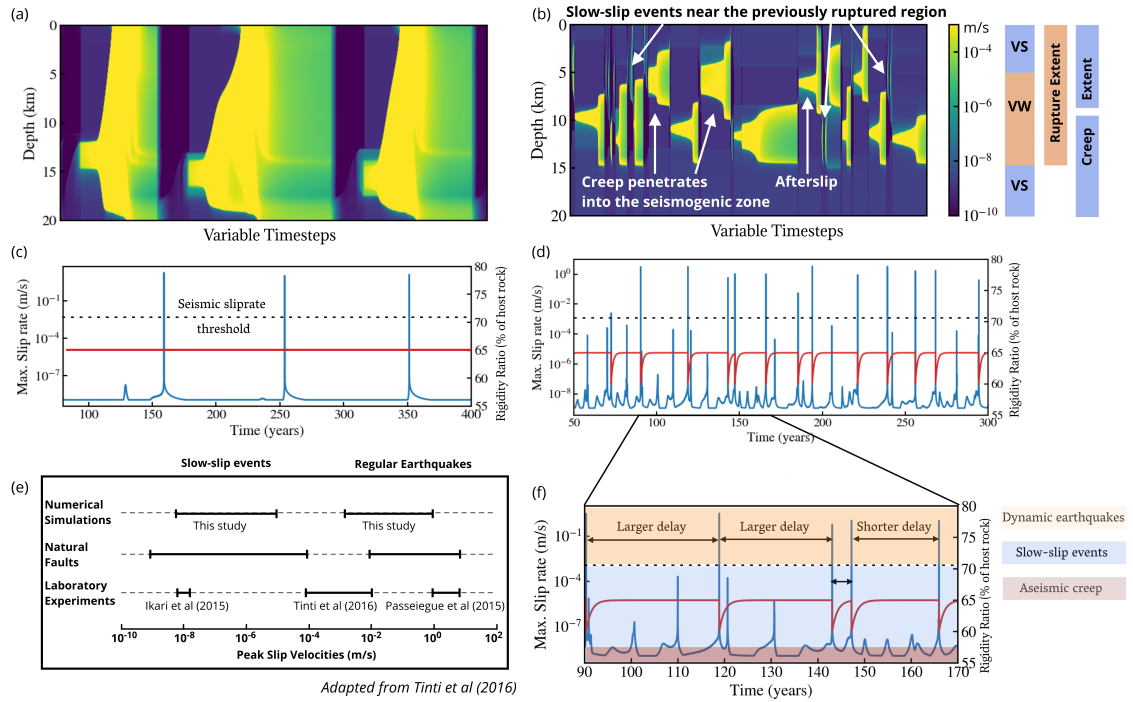 (a)
0
5
10
15
20
Depth (km)
Variable Timesteps
(b)
Slow-slip events near the previously ruptured region
0
5
10
15
20
Depth (km)
Creep penetrates
into the seismogenic zone
Afterslip
Variable Timesteps
m/s
10⁻⁴
10⁻⁶
10⁻⁸
10⁻¹⁰
VS
VW
VS
Rupture Extent
Extent
Creep
(c)
Max. Slip rate (m/s)
10⁻¹
10⁻⁴
10⁻⁷
Seismic sliprate
threshold
80
75
70
65
60
55
Rigidity Ratio (% of host rock)
100 150 200 250 300 350 400
Time (years)
(d)
Max. Slip rate (m/s)
10⁰
10⁻²
10⁻⁴
10⁻⁶
10⁻⁸
80
75
70
65
60
55
Rigidity Ratio (% of host rock)
50 100 150 200 250 300
Time (years)
(e)
Slow-slip events Regular Earthquakes
Numerical
Simulations
This study This study
Natural
Faults
Laboratory
Experiments
Ikari et al (2015) Tinti et al (2016) Passeiegue et al (2015)
10⁻¹⁰ 10⁻⁸ 10⁻⁶ 10⁻⁴ 10⁻² 10⁰ 10²
Peak Slip Velocities (m/s)
Adapted from Tinti et al (2016)
(f)
Max. Slip rate (m/s)
10⁻¹
10⁻⁴
10⁻⁷
Larger delay Larger delay Shorter delay
80
75
70
65
60
55
Rigidity Ratio (% of host rock)
90 100 110 120 130 140 150 160 170
Time (years)
Dynamic earthquakes
Slow-slip events
Aseismic creep